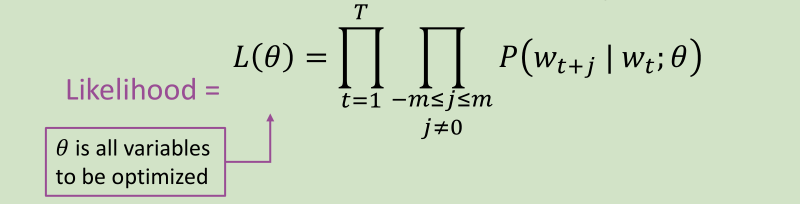 Likelihood = L(θ) = ∏_{t=1}^{T} ∏_{-m≤j≤m, j≠0} P(w_{t+j} | w_t; θ)
θ is all variables
to be optimized